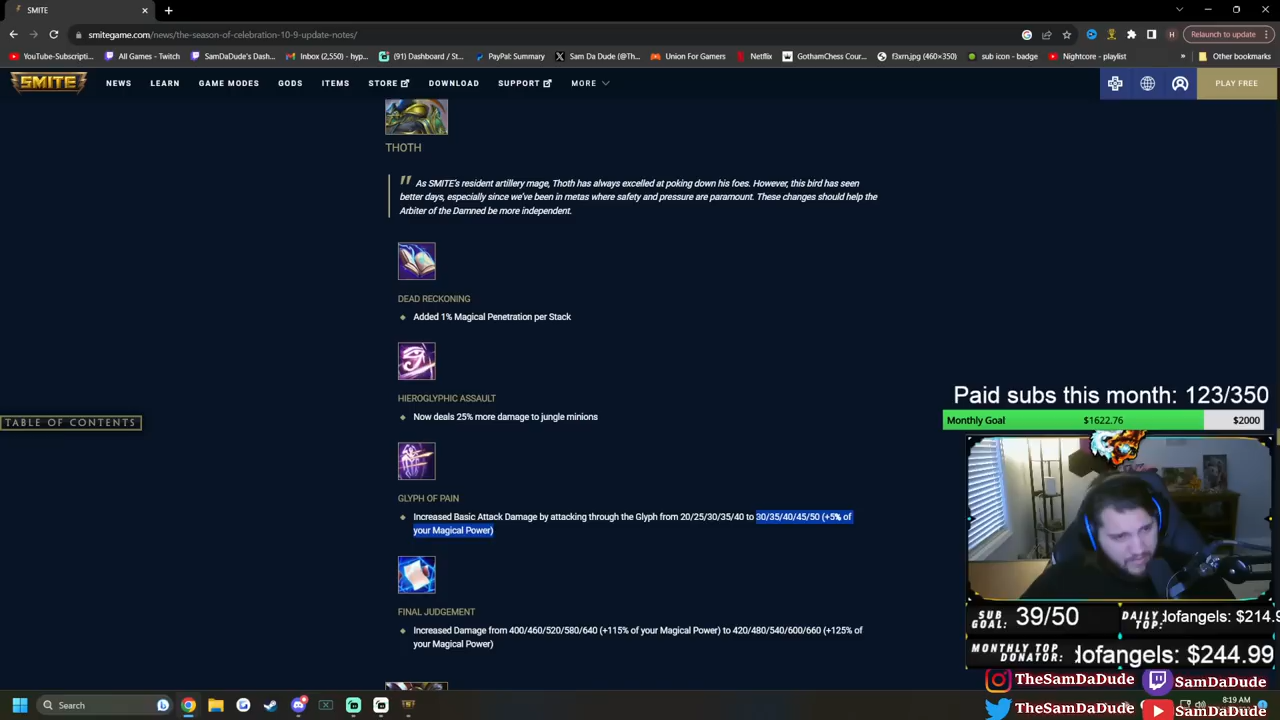 SMITE
smitegame.com/news/the-season-of-celebration-10-9-update-notes/
Relaunch to update
YouTube-Subscripti...
All Games - Twitch
SamDaDude's Dash...
Inbox (2,550) - hyp...
(91) Dashboard / St...
PayPal: Summary
Sam Da Dude (@Th...
Union For Gamers
Netflix
GothamChess Cour...
f3xrn.jpg (460×350)
sub icon - badge
Nightcore - playlist
Other bookmarks
SMITE
NEWS
LEARN
GAME MODES
GODS
ITEMS
STORE
DOWNLOAD
SUPPORT
MORE
PLAY FREE
THOTH
" As SMITE's resident artillery mage, Thoth has always excelled at poking down his foes. However, this bird has seen
better days, especially since we've been in metas where safety and pressure are paramount. These changes should help the
Arbiter of the Damned be more independent.
DEAD RECKONING
Added 1% Magical Penetration per Stack
HIEROGLYPHIC ASSAULT
Now deals 25% more damage to jungle minions
TABLE OF CONTENTS
GLYPH OF PAIN
Increased Basic Attack Damage by attacking through the Glyph from 20/25/30/35/40 to 30/35/40/45/50 (+5% of
your Magical Power)
FINAL JUDGEMENT
Increased Damage from 400/460/520/580/640 (+115% of your Magical Power) to 420/480/540/600/660 (+125% of
your Magical Power)
Paid subs this month: 123/350
Monthly Goal
$1622.76
$2000
SUB GOAL: 39/50
DAILY TOP: dofangels: $214.9
MONTHLY TOP DONATOR: dofangels: $244.99
TheSamDaDude
SamDaDude
TheSamDaDude
SamDaDude
Search
8:19 AM